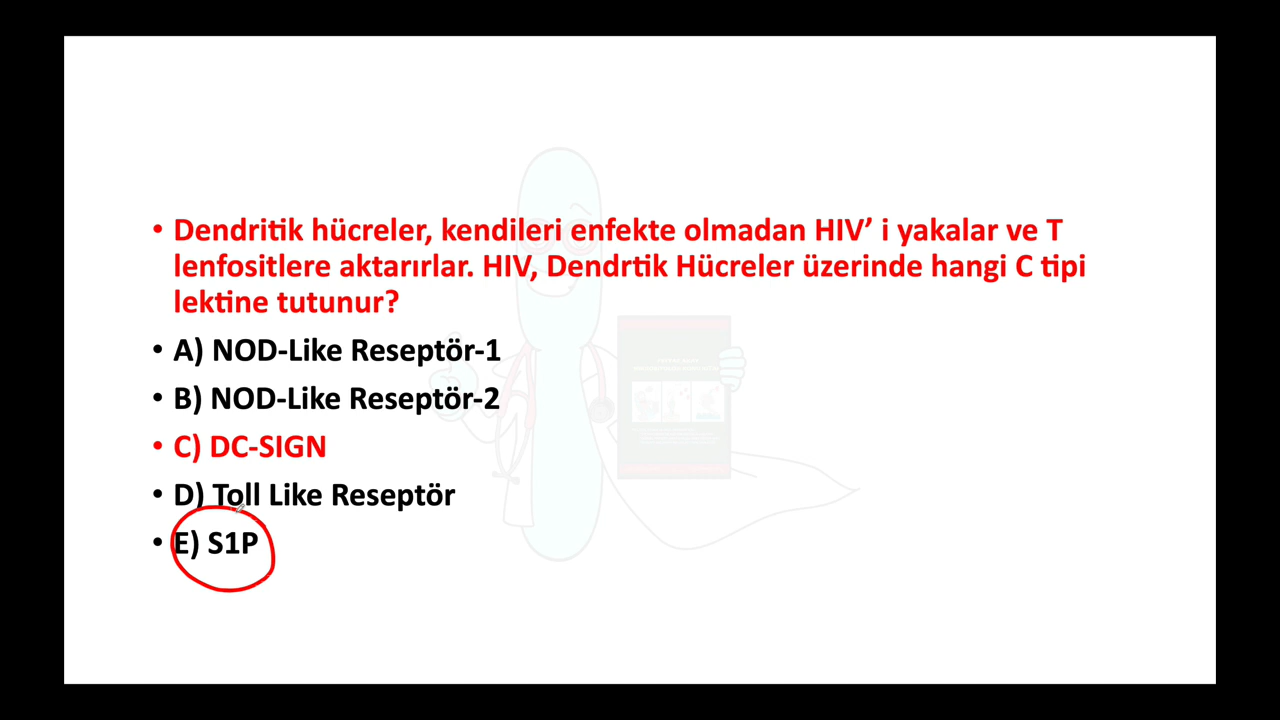 • Dendritik hücreler, kendileri enfekte olmadan HIV’ i yakalar ve T
lenfositlere aktarırlar. HIV, Dendrtik Hücreler üzerinde hangi C tipi
lektine tutunur?
• A) NOD-Like Reseptör-1
• B) NOD-Like Reseptör-2
• C) DC-SIGN
• D) Toll Like Reseptör
• E) S1P